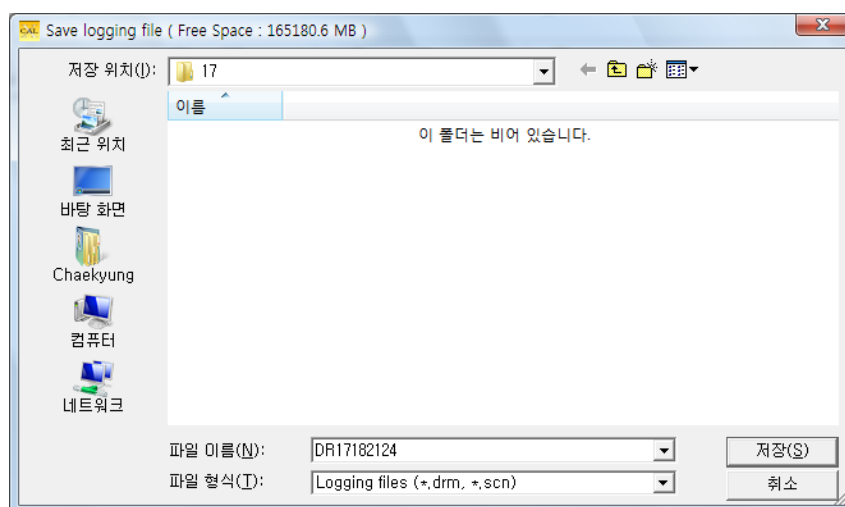 CAL Save logging file ( Free Space : 165180.6 MB )
저장 위치(I): 17
이름
이 폴더는 비어 있습니다.
최근 위치
바탕 화면
Chaekyung
컴퓨터
네트워크
파일 이름(N): DR17182124 저장(S)
파일 형식(T): Logging files (*.drm, *.scn) 취소